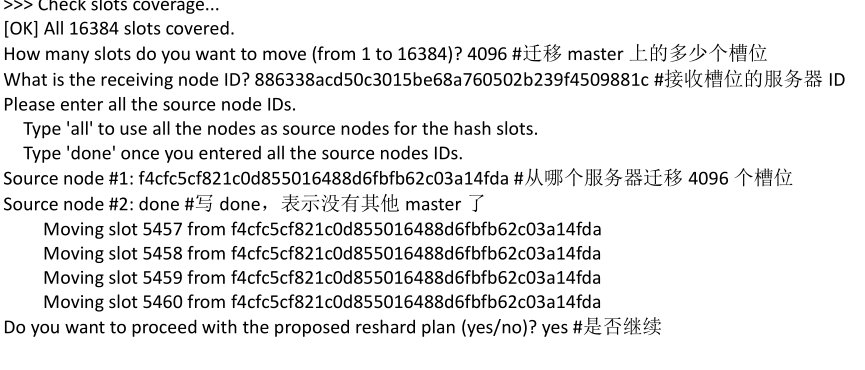 >>> Check slots coverage...
[OK] All 16384 slots covered.
How many slots do you want to move (from 1 to 16384)? 4096 #迁移 master 上的多少个槽位
What is the receiving node ID? 886338acd50c3015be68a760502b239f4509881c #接收槽位的服务器 ID
Please enter all the source node IDs.
Type 'all' to use all the nodes as source nodes for the hash slots.
Type 'done' once you entered all the source nodes IDs.
Source node #1: f4cfc5cf821c0d855016488d6fbfb62c03a14fda #从哪个服务器迁移 4096 个槽位
Source node #2: done #写 done，表示没有其他 master 了
Moving slot 5457 from f4cfc5cf821c0d855016488d6fbfb62c03a14fda
Moving slot 5458 from f4cfc5cf821c0d855016488d6fbfb62c03a14fda
Moving slot 5459 from f4cfc5cf821c0d855016488d6fbfb62c03a14fda
Moving slot 5460 from f4cfc5cf821c0d855016488d6fbfb62c03a14fda
Do you want to proceed with the proposed reshard plan (yes/no)? yes #是否继续